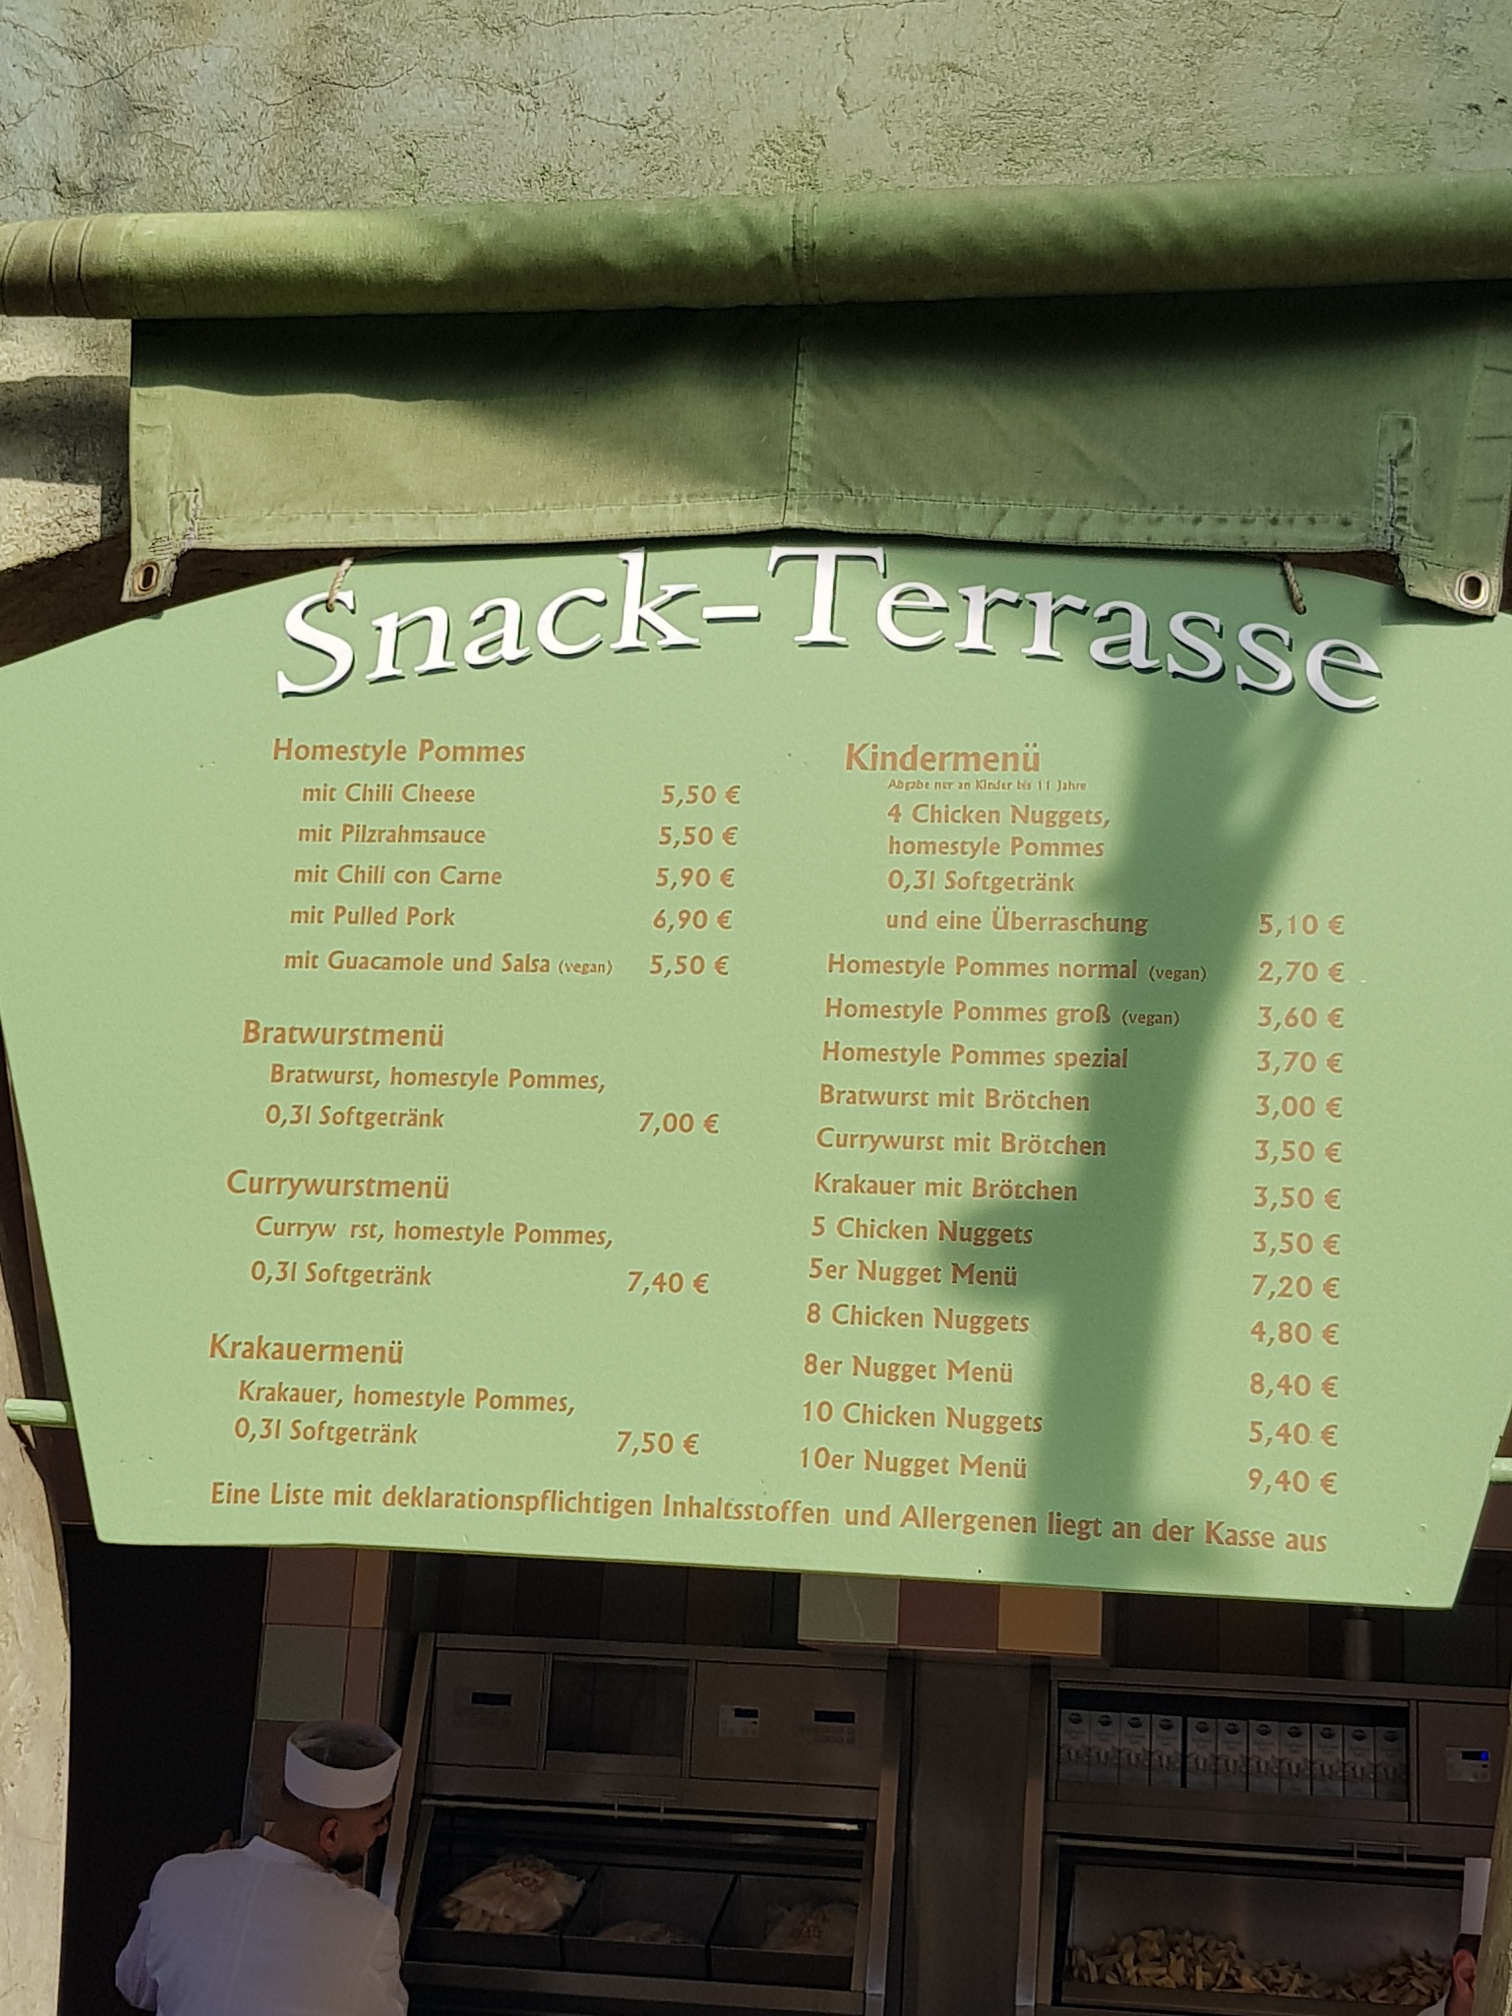 Snack-Terrasse
Homestyle Pommes
mit Chili Cheese 5,50 €
mit Pilzrahmsauce 5,50 €
mit Chili con Carne 5,90 €
mit Pulled Pork 6,90 €
mit Guacamole und Salsa (vegan) 5,50 €
Bratwurstmenü
Bratwurst, homestyle Pommes,
0,3l Softgetränk 7,00 €
Currywurstmenü
Curryw rst, homestyle Pommes,
0,3l Softgetränk 7,40 €
Krakauermenü
Krakauer, homestyle Pommes,
0,3l Softgetränk 7,50 €
Kindermenü
Abgabe nur an Kinder bis 11 Jahre
4 Chicken Nuggets,
homestyle Pommes
0,3l Softgetränk
und eine Überraschung 5,10 €
Homestyle Pommes normal (vegan) 2,70 €
Homestyle Pommes groß (vegan) 3,60 €
Homestyle Pommes spezial 3,70 €
Bratwurst mit Brötchen 3,00 €
Currywurst mit Brötchen 3,50 €
Krakauer mit Brötchen 3,50 €
5 Chicken Nuggets 3,50 €
5er Nugget Menü 7,20 €
8 Chicken Nuggets 4,80 €
8er Nugget Menü 8,40 €
10 Chicken Nuggets 5,40 €
10er Nugget Menü 9,40 €
Eine Liste mit deklarationspflichtigen Inhaltsstoffen und Allergenen liegt an der Kasse aus